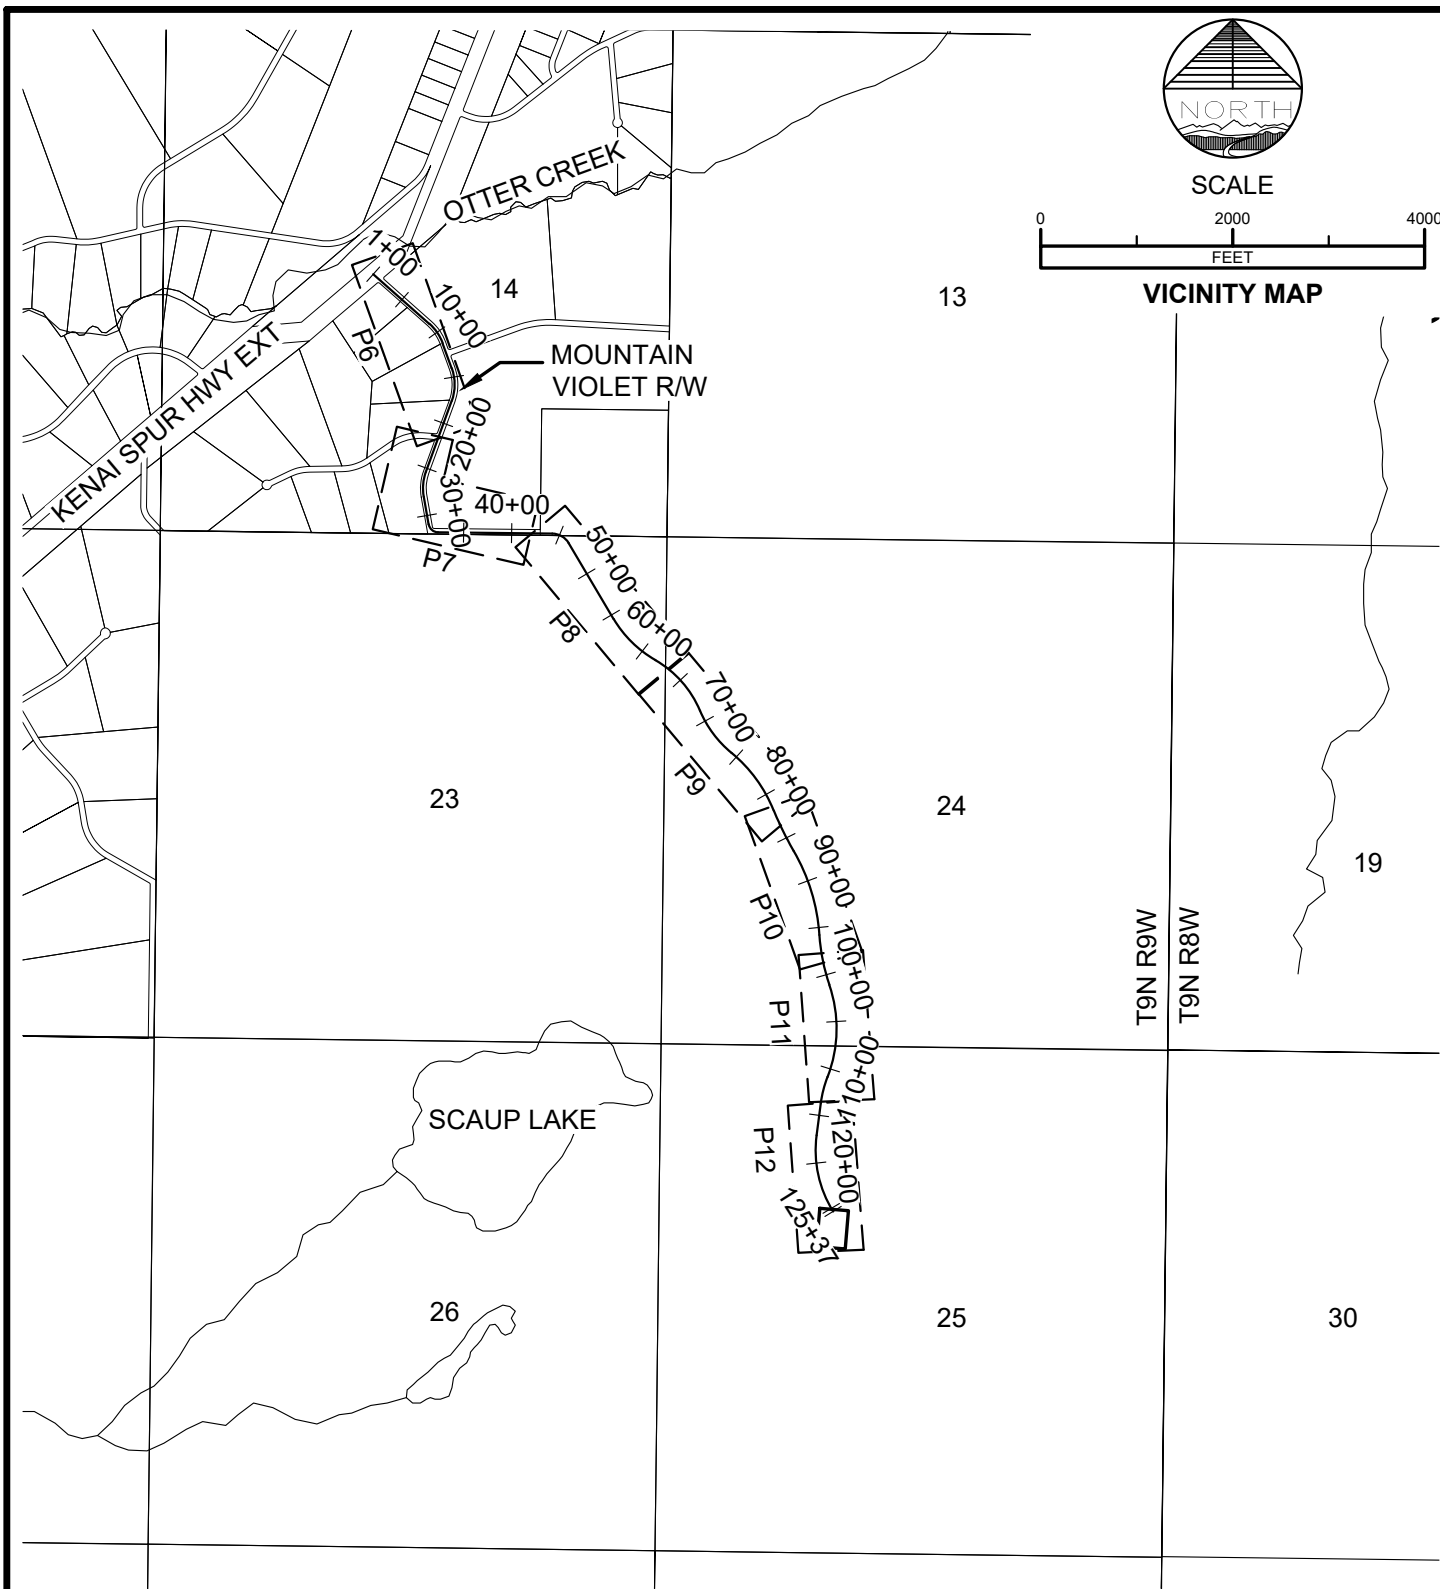 NORTH
SCALE
0 2000 4000
FEET
VICINITY MAP
OTTER CREEK
1+00
10+00
14
13
P6
MOUNTAIN
VIOLET R/W
KENAI SPUR HWY EXT
20+00
30+00
40+00
P7
50+00
P8
60+00
70+00
P9
80+00
23
24
19
90+00
P10
100+00
T9N R9W
T9N R8W
P11
110+00
SCAUP LAKE
P12
120+00
125+37
26
25
30